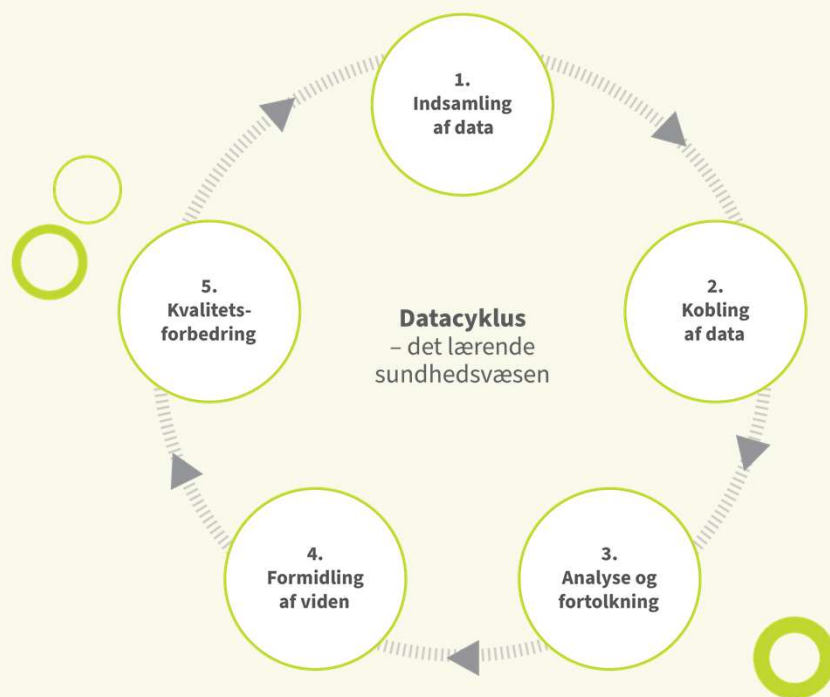 1.
Indsamling
af data
2.
Kobling
af data
3.
Analyse og
fortolkning
4.
Formidling
af viden
5.
Kvalitets-
forbedring
Datacyklus
– det lærende
sundhedsvæsen